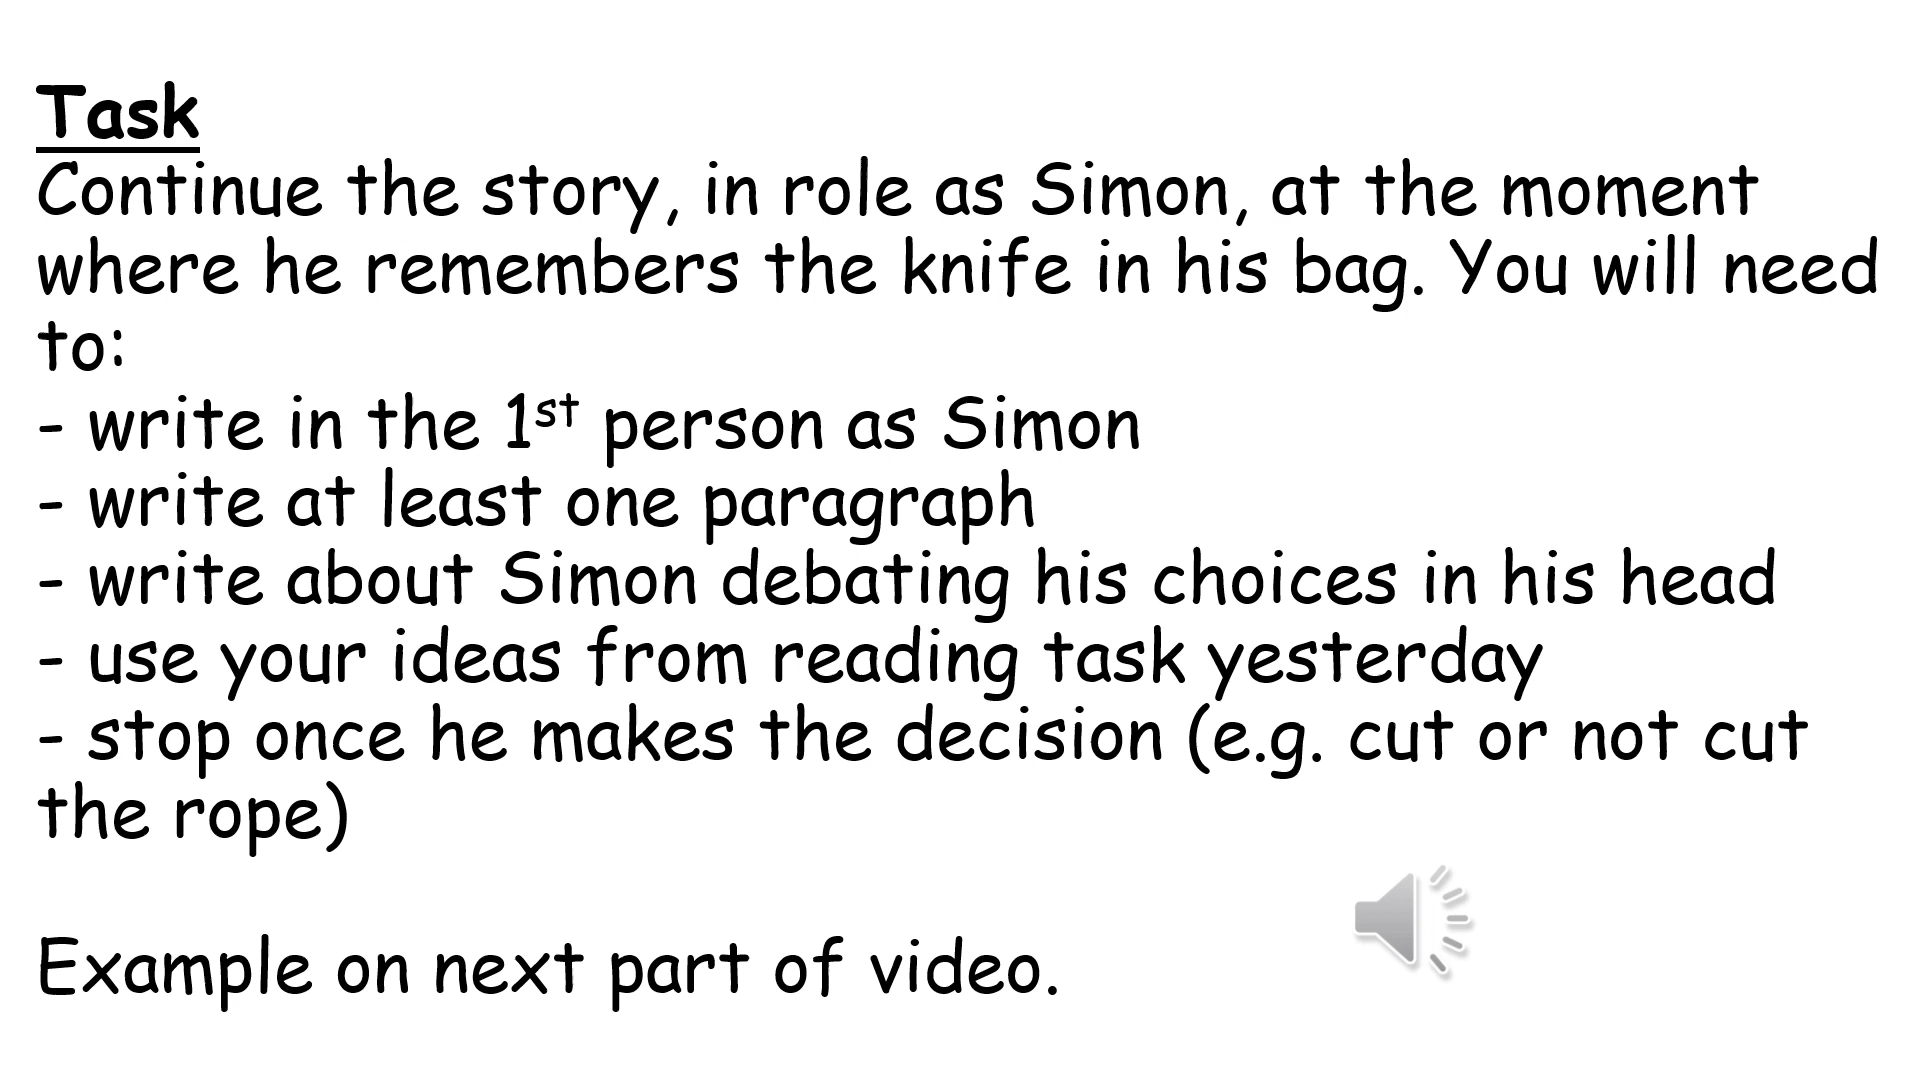 Task
Continue the story, in role as Simon, at the moment
where he remembers the knife in his bag. You will need
to:
- write in the 1st person as Simon
- write at least one paragraph
- write about Simon debating his choices in his head
- use your ideas from reading task yesterday
- stop once he makes the decision (e.g. cut or not cut
the rope)
Example on next part of video.